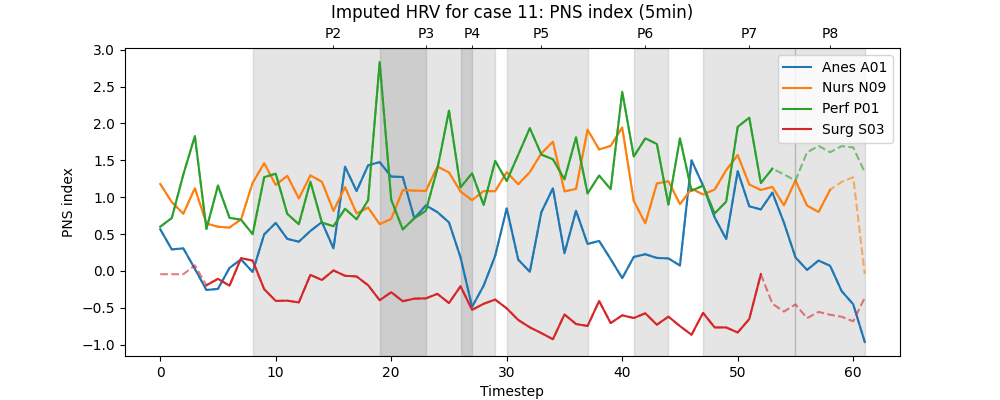 Imputed HRV for case 11: PNS index (5min)
P2 P3 P4 P5 P6 P7 P8
3.0
2.5
2.0
1.5
1.0
0.5
0.0
−0.5
−1.0
PNS index
Anes A01
Nurs N09
Perf P01
Surg S03
0 10 20 30 40 50 60
Timestep